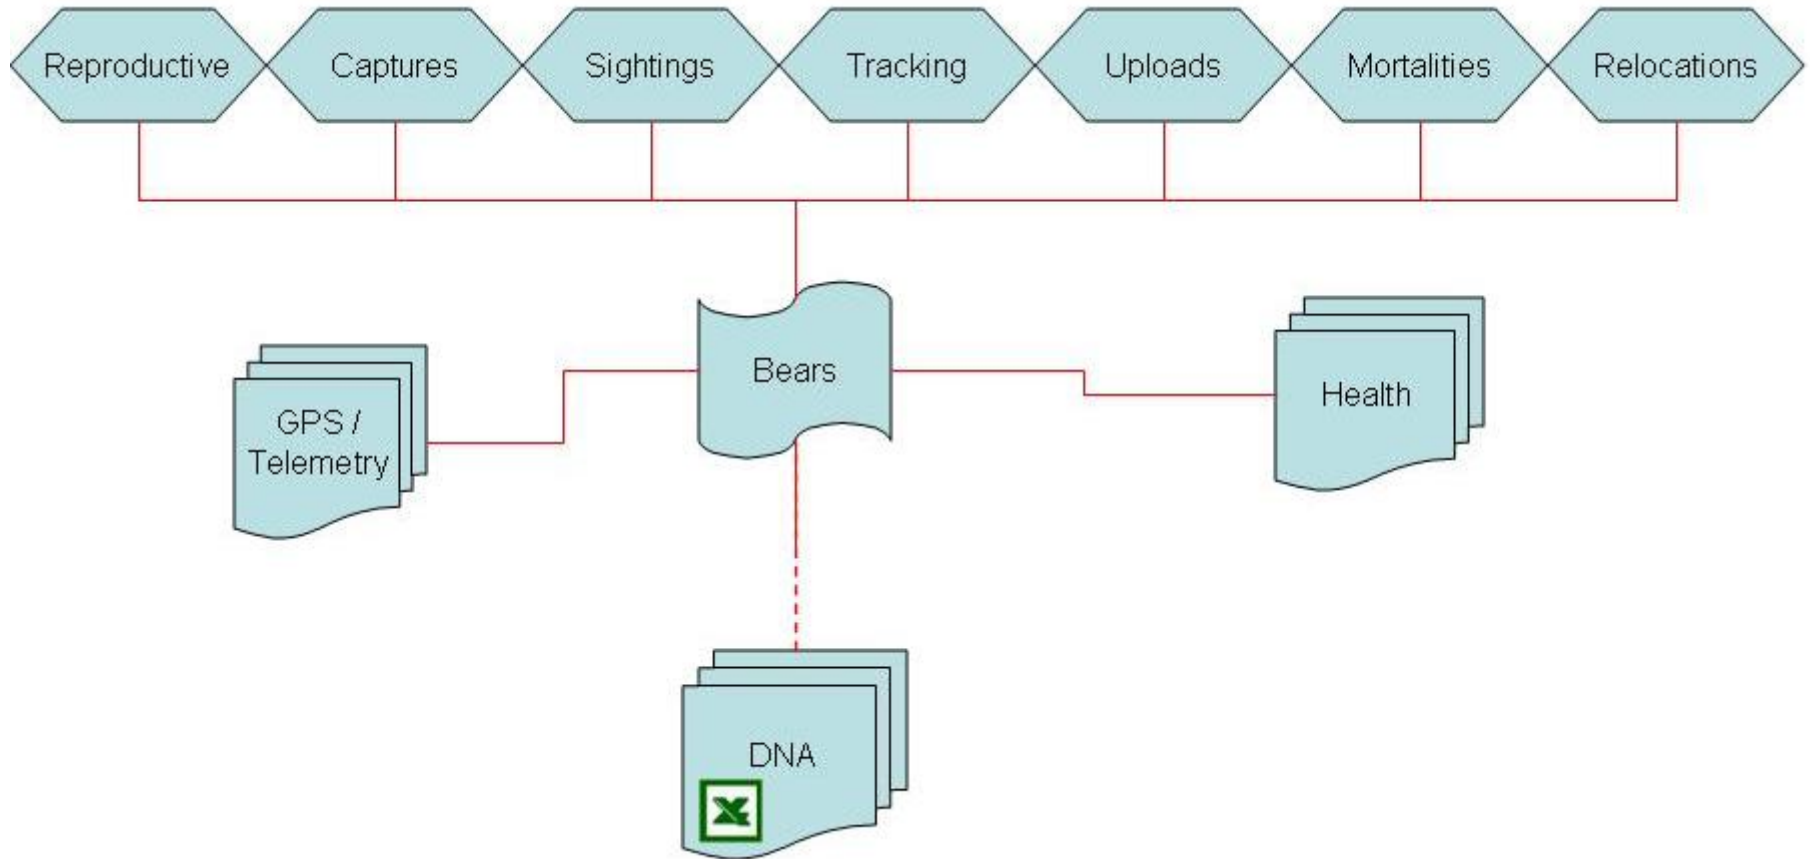 Reproductive
Captures
Sightings
Tracking
Uploads
Mortalities
Relocations
Bears
GPS /
Telemetry
Health
DNA